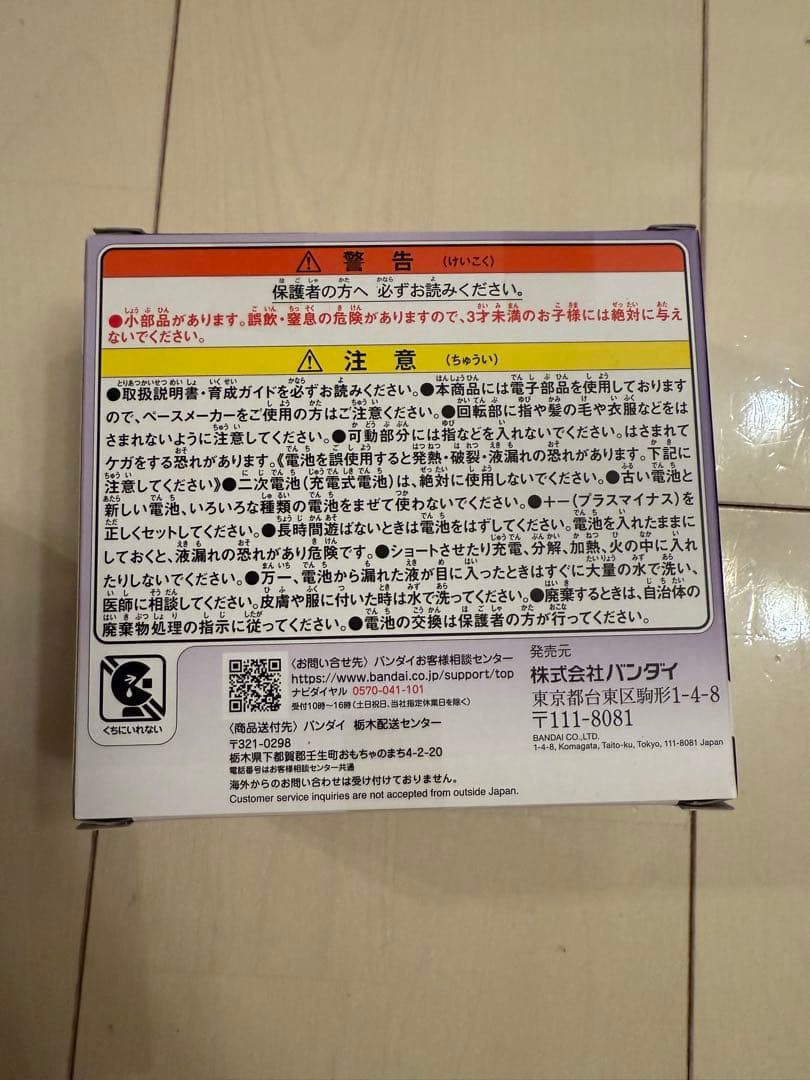 ⚠ 警告 (けいこく)
保護者の方へ 必ずお読みください。
●小部品があります。誤飲・窒息の危険がありますので、3才未満のお子様には絶対に与え
ないでください。
⚠ 注意 (ちゅうい)
●取扱説明書・育成ガイドを必ずお読みください。●本商品には電子部品を使用しております
ので、ペースメーカーをご使用の方はご注意ください。●回転部に指や髪の毛や衣服などをは
さまれないように注意してください。●可動部分には指などを入れないでください。はさまれて
ケガをする恐れがあります。《電池を誤使用すると発熱・破裂・液漏れの恐れがあります。下記に
注意してください》●二次電池(充電式電池)は、絶対に使用しないでください。●古い電池と
新しい電池、いろいろな種類の電池をまぜて使わないでください。●+-(プラスマイナス)を
正しくセットしてください。●長時間遊ばないときは電池をはずしてください。電池を入れたままに
しておくと、液漏れの恐れがあり危険です。●ショートさせたり充電、分解、加熱、火の中に入れ
たりしないでください。●万一、電池から漏れた液が目に入ったときはすぐに大量の水で洗い、
医師に相談してください。皮膚や服に付いた時は水で洗ってください。●廃棄するときは、自治体の
廃棄物処理の指示に従ってください。●電池の交換は保護者の方が行ってください。
くちにいれない
〈お問い合せ先〉バンダイお客様相談センター
https://www.bandai.co.jp/support/top
ナビダイヤル 0570-041-101
受付10時〜16時(土日祝日、当社指定休業日を除く)
〈商品送付先〉バンダイ 栃木配送センター
〒321-0298
栃木県下都賀郡壬生町おもちゃのまち4-2-20
電話番号はお客様相談センター共通
海外からのお問い合わせは受け付けておりません。
Customer service inquiries are not accepted from outside Japan.
発売元
株式会社バンダイ
東京都台東区駒形1-4-8
〒111-8081
BANDAI CO.,LTD.
1-4-8, Komagata, Taito-ku, Tokyo, 111-8081 Japan